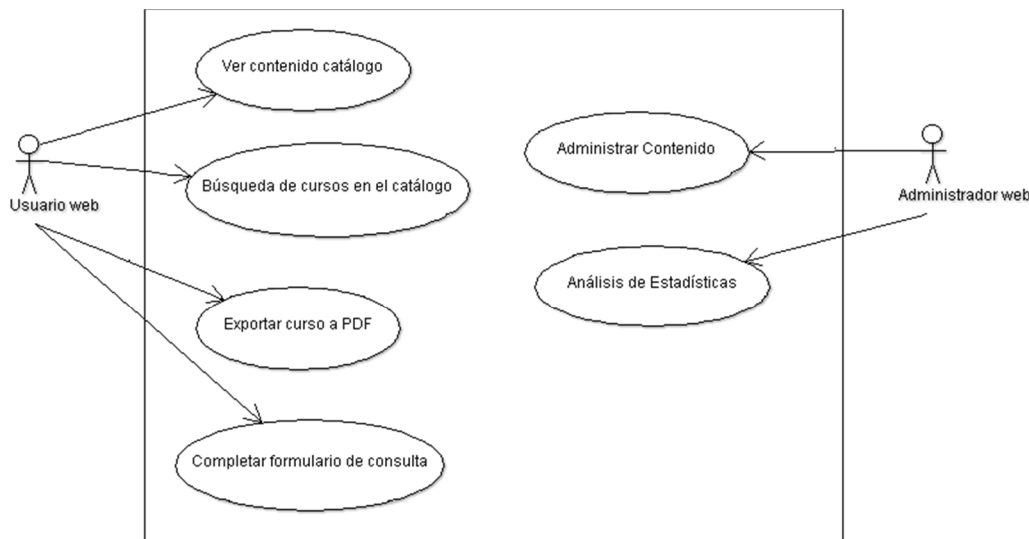 Ver contenido catálogo
Búsqueda de cursos en el catálogo
Usuario web
Exportar curso a PDF
Completar formulario de consulta
Administrar Contenido
Administrador web
Análisis de Estadísticas